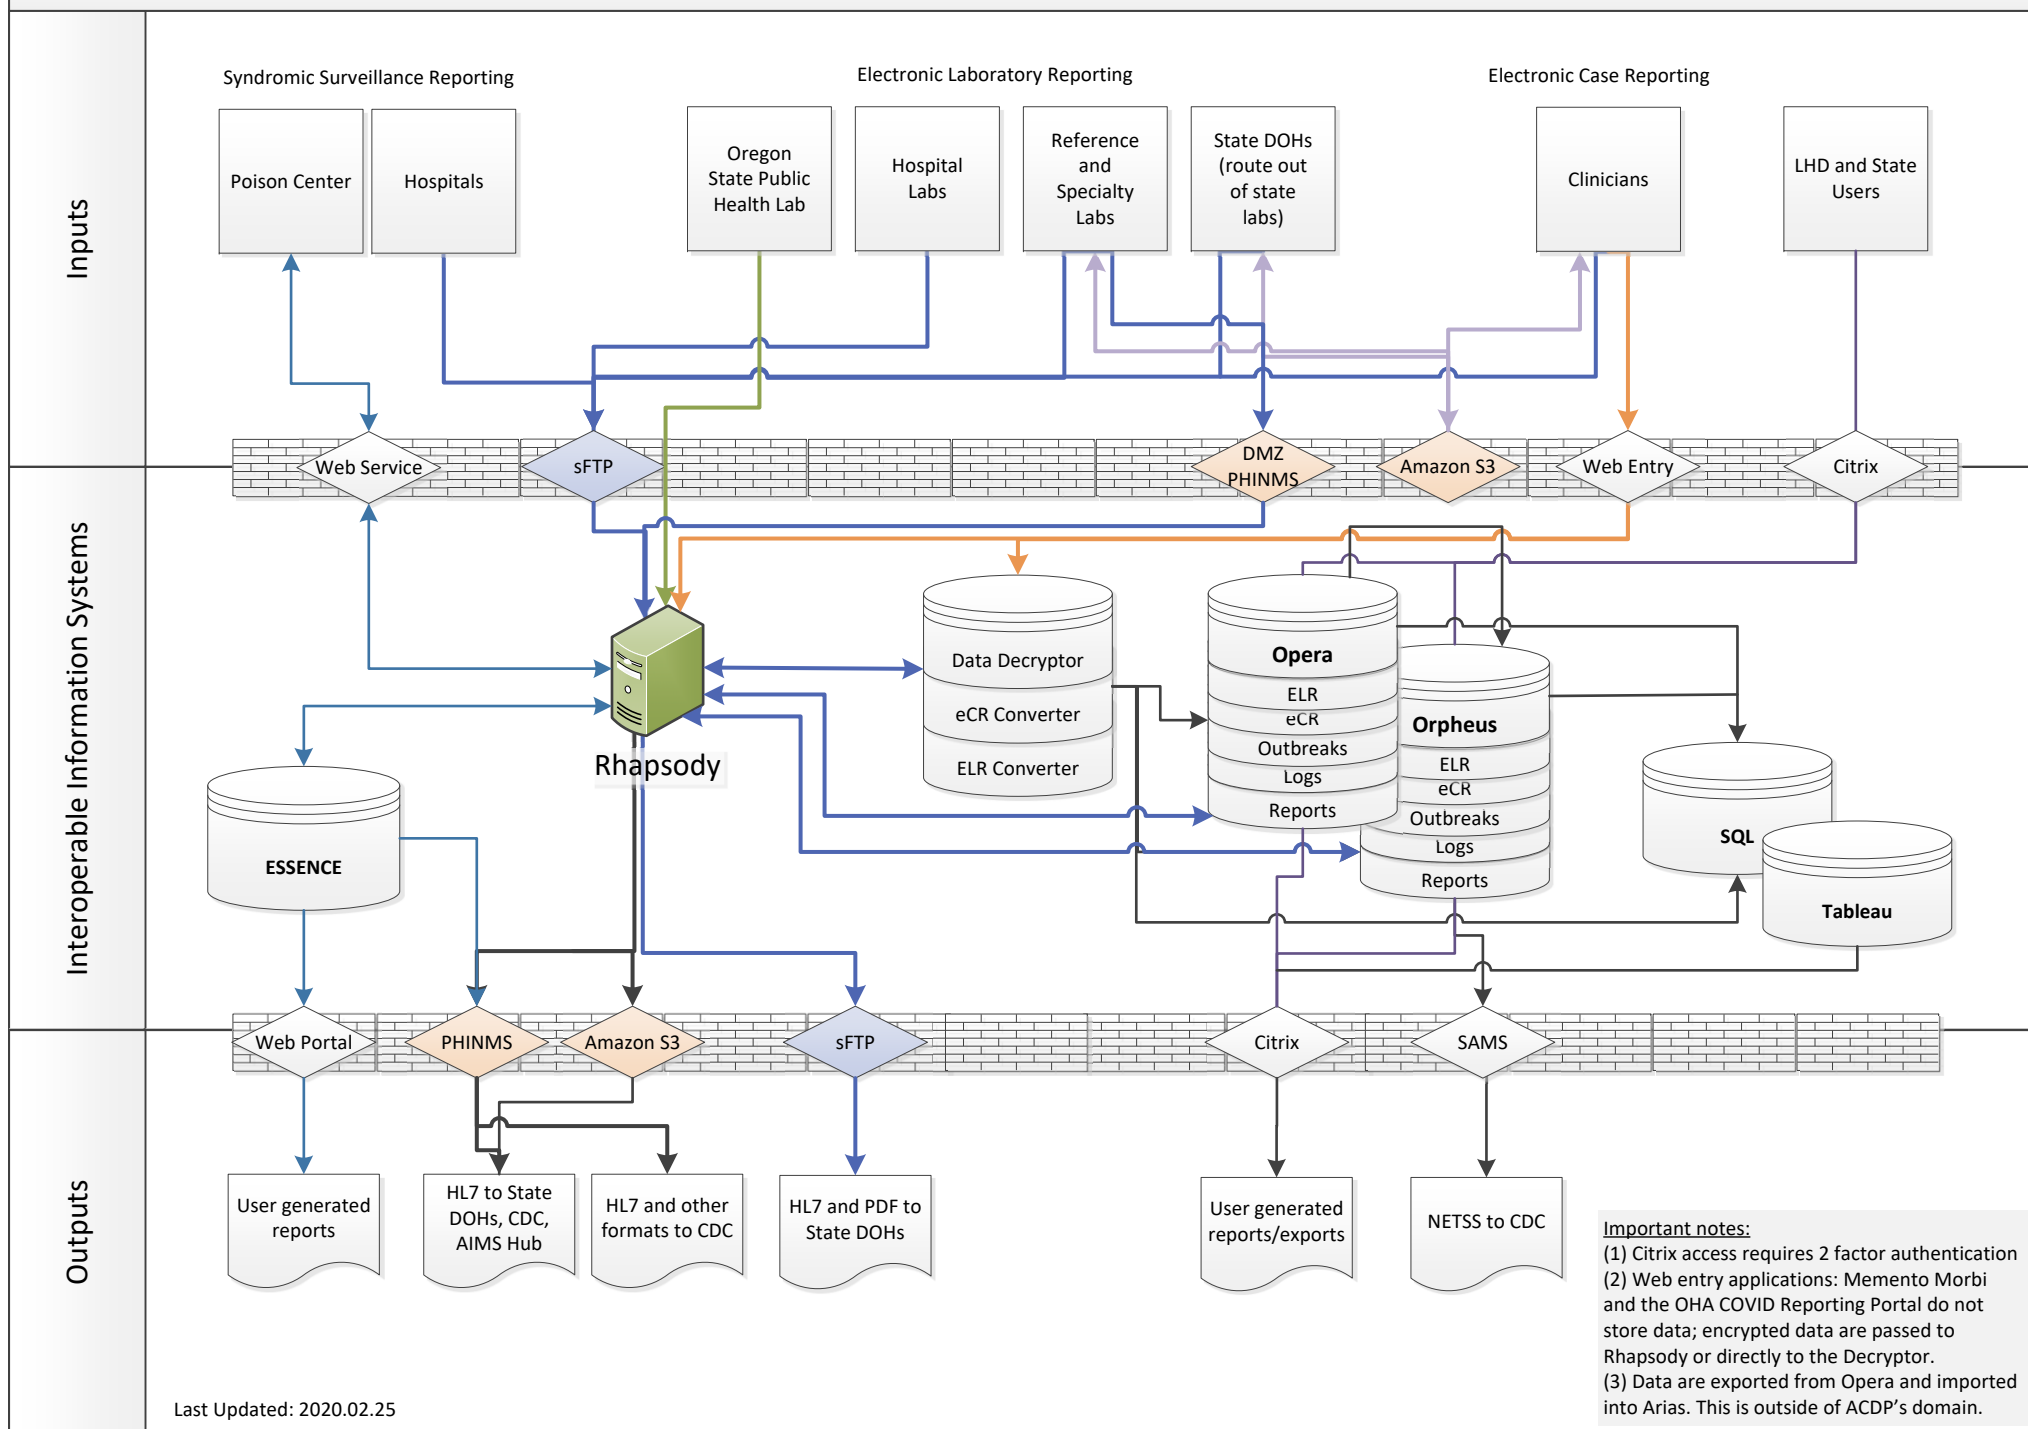 Syndromic Surveillance Reporting
Electronic Laboratory Reporting
Electronic Case Reporting
Inputs
Poison Center
Hospitals
Oregon
State Public
Health Lab
Hospital
Labs
Reference
and
Specialty
Labs
State DOHs
(route out
of state
labs)
Clinicians
LHD and State
Users
Web Service
sFTP
DMZ
PHINMS
Amazon S3
Web Entry
Citrix
Interoperable Information Systems
Rhapsody
Data Decryptor
eCR Converter
ELR Converter
Opera
ELR
eCR
Outbreaks
Logs
Reports
Orpheus
ELR
eCR
Outbreaks
Logs
Reports
SQL
Tableau
ESSENCE
Web Portal
PHINMS
Amazon S3
sFTP
Citrix
SAMS
Outputs
User generated
reports
HL7 to State
DOHs, CDC,
AIMS Hub
HL7 and other
formats to CDC
HL7 and PDF to
State DOHs
User generated
reports/exports
NETSS to CDC
Important notes:
(1) Citrix access requires 2 factor authentication
(2) Web entry applications: Memento Morbi
and the OHA COVID Reporting Portal do not
store data; encrypted data are passed to
Rhapsody or directly to the Decryptor.
(3) Data are exported from Opera and imported
into Arias. This is outside of ACDP's domain.
Last Updated: 2020.02.25